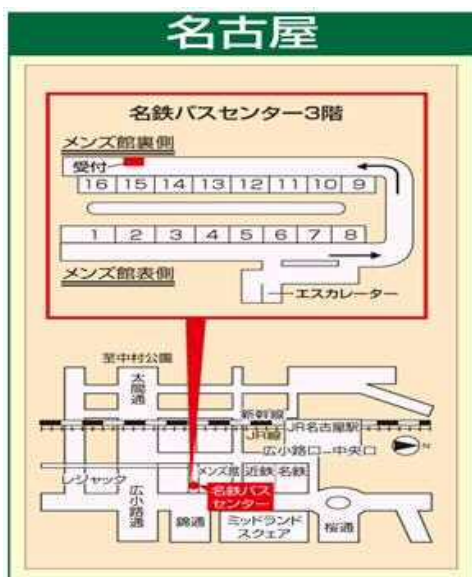 名古屋
名鉄バスセンター3階
メンズ館裏側
受付
16 15 14 13 12 11 10 9
1 2 3 4 5 6 7 8
メンズ館表側
エスカレーター
至中村公園
太閤通
新幹線
JR名古屋駅
JR線
広小路口
中央口
N
レジャック
メンズ館
近鉄
名鉄
広小路通
名鉄バス
センター
錦通
ミッドランド
スクェア
桜通